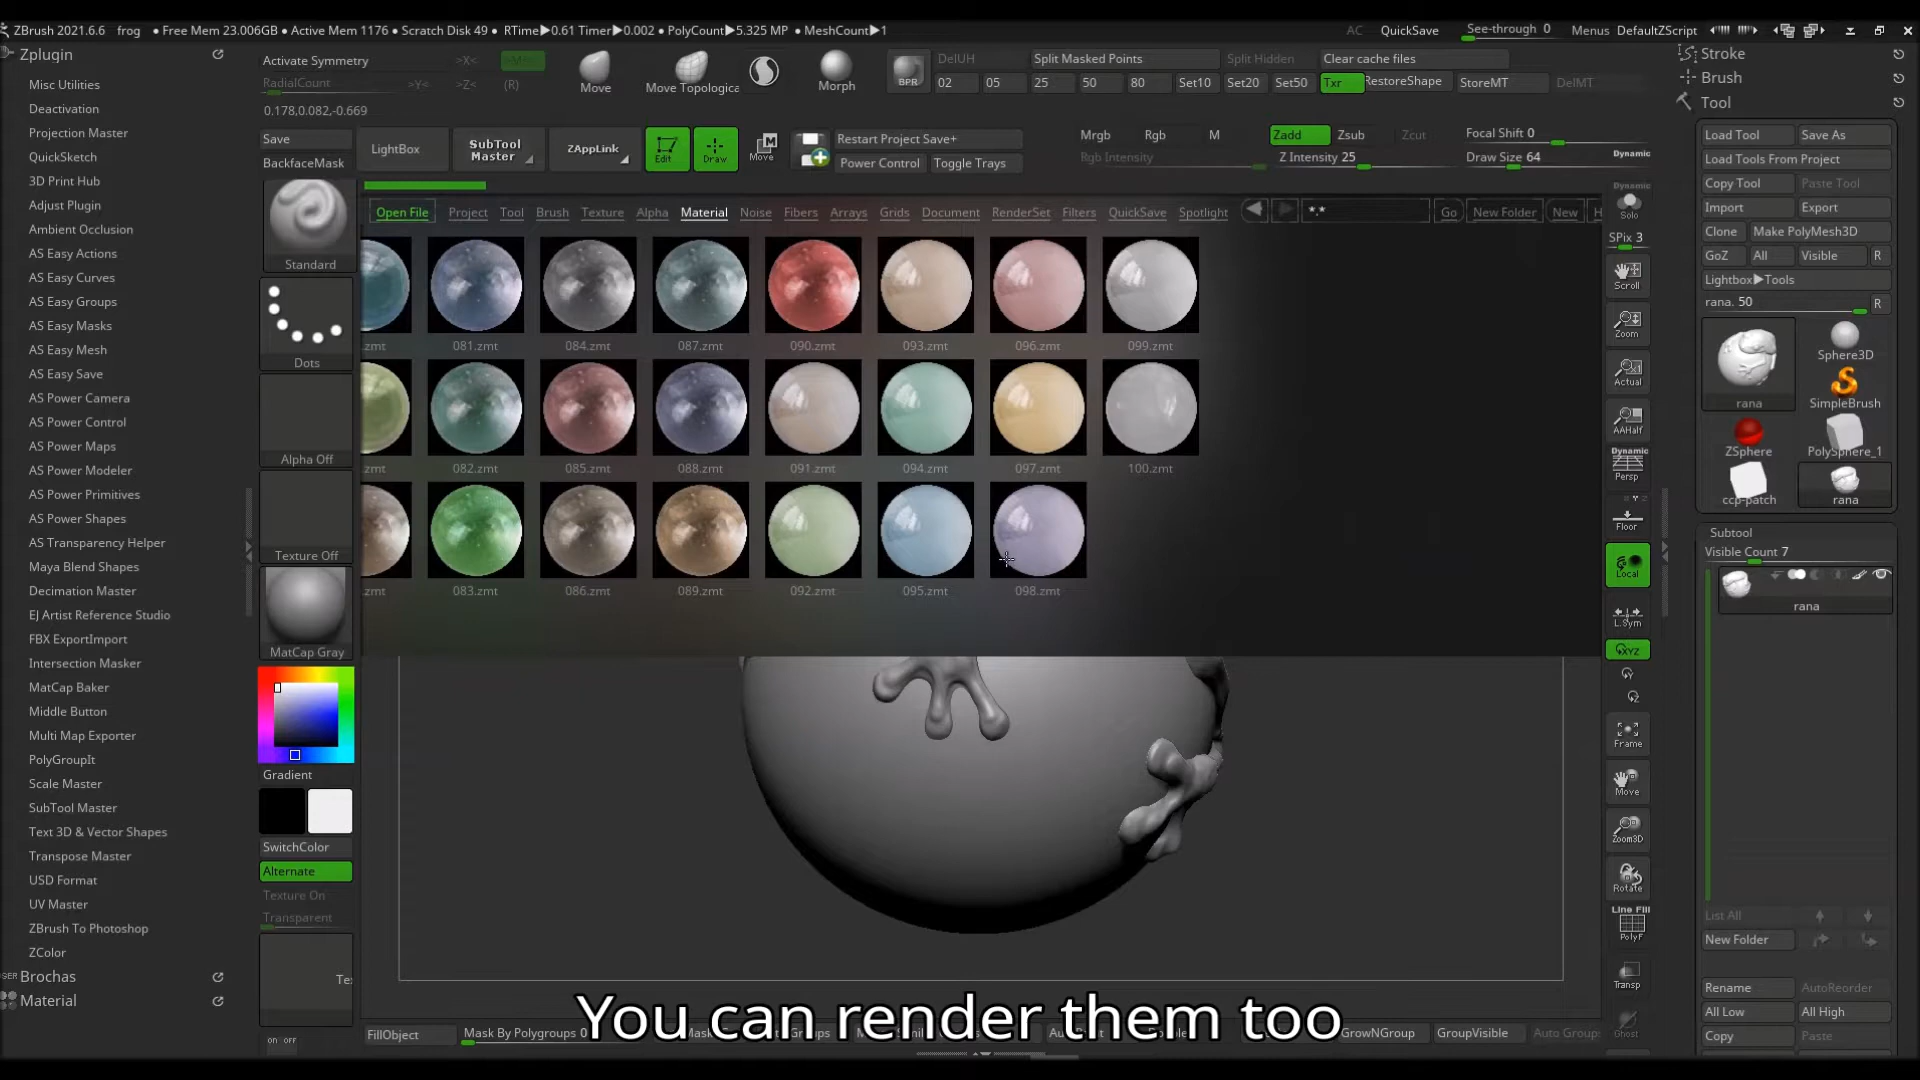 ZBrush 2021.6.6 frog ● Free Mem 23.006GB ● Active Mem 1176 ● Scratch Disk 49 ● RTime▶0.61 Timer▶0.002 ● PolyCount▶5.325 MP ● MeshCount▶1
AC QuickSave See-through 0 Menus DefaultZScript
Zplugin
Misc Utilities
Deactivation
Projection Master
QuickSketch
3D Print Hub
Adjust Plugin
Ambient Occlusion
AS Easy Actions
AS Easy Curves
AS Easy Groups
AS Easy Masks
AS Easy Mesh
AS Easy Save
AS Power Camera
AS Power Control
AS Power Maps
AS Power Modeler
AS Power Primitives
AS Power Shapes
AS Transparency Helper
Maya Blend Shapes
Decimation Master
EJ Artist Reference Studio
FBX ExportImport
Intersection Masker
MatCap Baker
Middle Button
Multi Map Exporter
PolyGroupIt
Scale Master
SubTool Master
Text 3D & Vector Shapes
Transpose Master
USD Format
UV Master
ZBrush To Photoshop
ZColor
Brochas
Material
Activate Symmetry >X< >M<
RadialCount >Y< >Z< (R)
0.178,0.082,-0.669
Move
Morph
BPR
DelUH Split Masked Points Split Hidden Clear cache files
02 05 25 50 80 Set10 Set20 Set50 Txr RestoreShape StoreMT DelMT
Save
BackfaceMask
LightBox
SubTool
Master
ZAppLink
Edit
Draw
Move
Restart Project Save+
Power Control Toggle Trays
Mrgb Rgb M Zadd Zsub Zcut
Rgb Intensity Z Intensity 25
Focal Shift 0
Draw Size 64 Dynamic
Standard
Dots
Alpha Off
Texture Off
MatCap Gray
Gradient
SwitchColor
Alternate
Texture On
Transparent
on off
Open File Project Tool Brush Texture Alpha Material Noise Fibers Arrays Grids Document RenderSet Filters QuickSave Spotlight *.* Go New Folder New H
.zmt 081.zmt 084.zmt 087.zmt 090.zmt 093.zmt 096.zmt 099.zmt
.zmt 082.zmt 085.zmt 088.zmt 091.zmt 094.zmt 097.zmt 100.zmt
.zmt 083.zmt 086.zmt 089.zmt 092.zmt 095.zmt 098.zmt
Dynamic
Solo
SPix 3
Scroll
Zoom
Actual
AAHalf
Dynamic
Persp
Floor
Local
L.Sym
XYZ
Frame
Move
Zoom3D
Rotate
Line Fill
PolyF
Transp
Ghost
Stroke
Brush
Tool
Load Tool Save As
Load Tools From Project
Copy Tool Paste Tool
Import Export
Clone Make PolyMesh3D
GoZ All Visible R
Lightbox▶Tools
rana. 50 R
rana
Sphere3D
SimpleBrush
ZSphere
PolySphere_1
ccp-patch
rana
Subtool
Visible Count 7
rana
List All
New Folder
Rename AutoReorder
All Low All High
Copy Paste
FillObject Mask By Polygroups 0 GrowNGroup GroupVisible
You can render them too